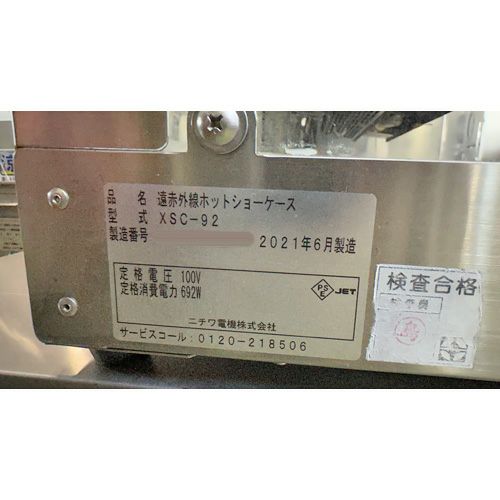 品名 遠赤外線ホットショーケース
型式 XSC-92
製造番号
2021年6月製造
定格電圧 100V
定格消費電力 692W
PS
E
JET
ニチワ電機株式会社
サービスコール:0120-218506
検査合格